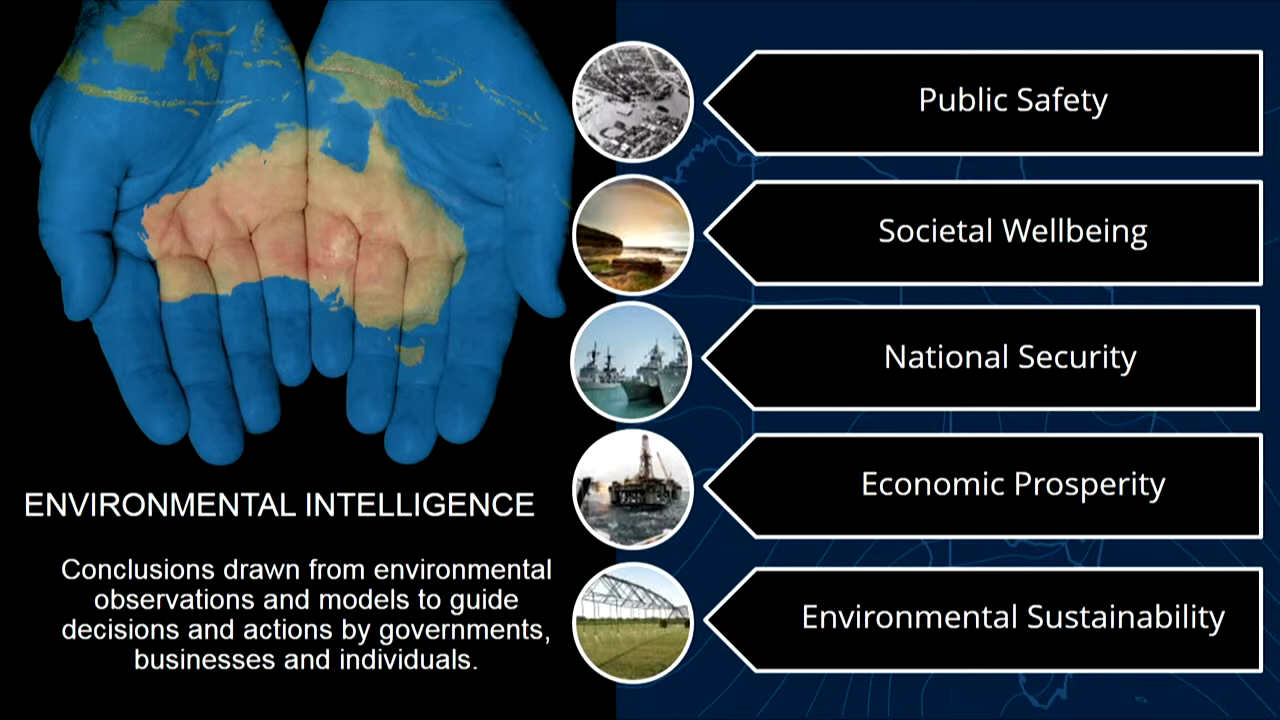 ENVIRONMENTAL INTELLIGENCE
Conclusions drawn from environmental
observations and models to guide
decisions and actions by governments,
businesses and individuals.
Public Safety
Societal Wellbeing
National Security
Economic Prosperity
Environmental Sustainability